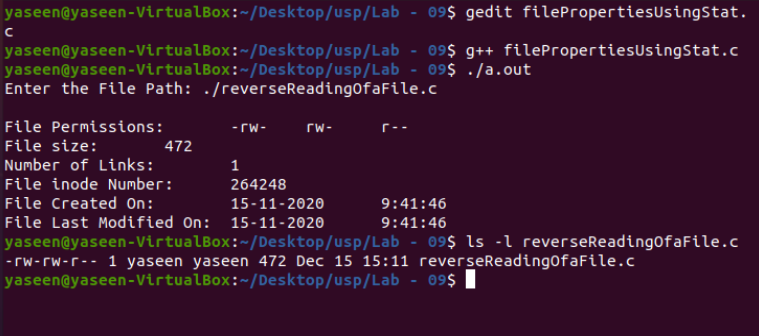 yaseen@yaseen-VirtualBox:~/Desktop/usp/Lab - 09$ gedit filePropertiesUsingStat.
c
yaseen@yaseen-VirtualBox:~/Desktop/usp/Lab - 09$ g++ filePropertiesUsingStat.c
yaseen@yaseen-VirtualBox:~/Desktop/usp/Lab - 09$ ./a.out
Enter the File Path: ./reverseReadingOfaFile.c
File Permissions: -rw- rw- r--
File size: 472
Number of Links: 1
File inode Number: 264248
File Created On: 15-11-2020 9:41:46
File Last Modified On: 15-11-2020 9:41:46
yaseen@yaseen-VirtualBox:~/Desktop/usp/Lab - 09$ ls -l reverseReadingOfaFile.c
-rw-rw-r-- 1 yaseen yaseen 472 Dec 15 15:11 reverseReadingOfaFile.c
yaseen@yaseen-VirtualBox:~/Desktop/usp/Lab - 09$